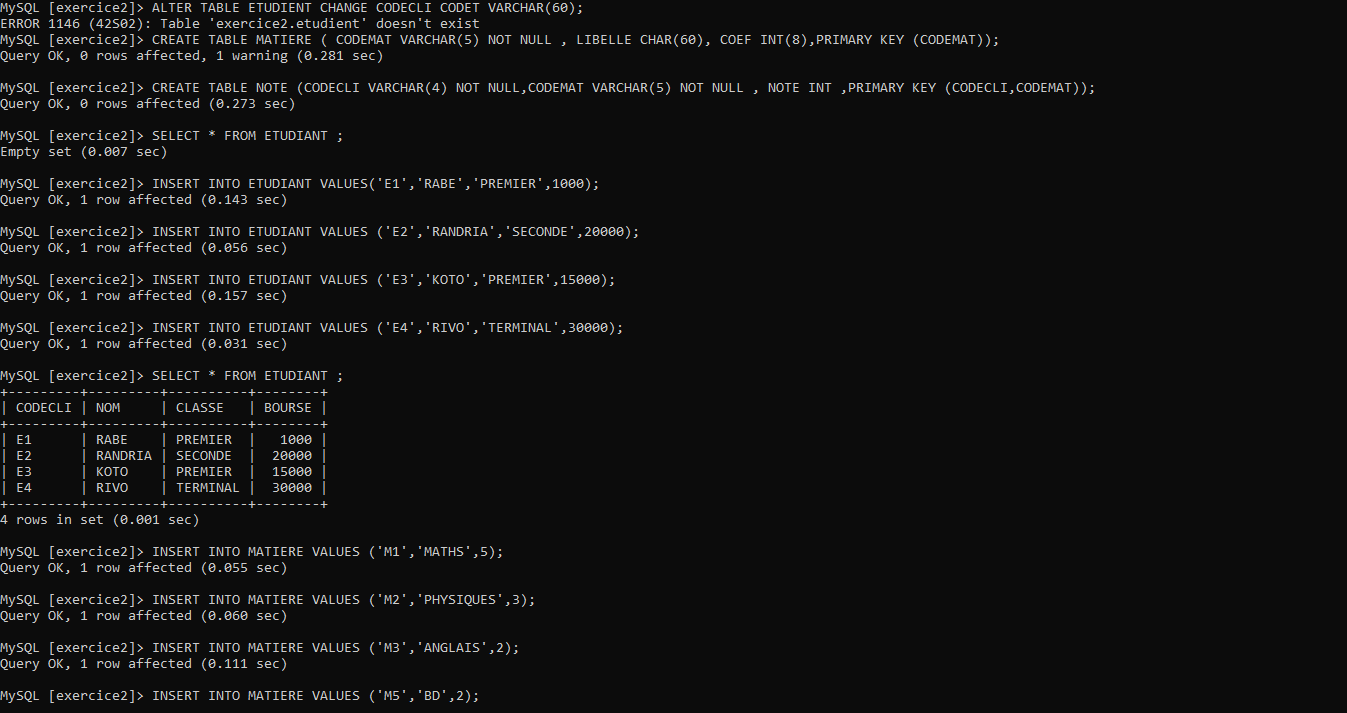 MySQL [exercice2]> ALTER TABLE ETUDIENT CHANGE CODECLI CODET VARCHAR(60);
ERROR 1146 (42S02): Table 'exercice2.etudient' doesn't exist
MySQL [exercice2]> CREATE TABLE MATIERE ( CODEMAT VARCHAR(5) NOT NULL , LIBELLE CHAR(60), COEF INT(8),PRIMARY KEY (CODEMAT));
Query OK, 0 rows affected, 1 warning (0.281 sec)

MySQL [exercice2]> CREATE TABLE NOTE (CODECLI VARCHAR(4) NOT NULL,CODEMAT VARCHAR(5) NOT NULL , NOTE INT ,PRIMARY KEY (CODECLI,CODEMAT));
Query OK, 0 rows affected (0.273 sec)

MySQL [exercice2]> SELECT * FROM ETUDIANT ;
Empty set (0.007 sec)

MySQL [exercice2]> INSERT INTO ETUDIANT VALUES('E1','RABE','PREMIER',1000);
Query OK, 1 row affected (0.143 sec)

MySQL [exercice2]> INSERT INTO ETUDIANT VALUES ('E2','RANDRIA','SECONDE',20000);
Query OK, 1 row affected (0.056 sec)

MySQL [exercice2]> INSERT INTO ETUDIANT VALUES ('E3','KOTO','PREMIER',15000);
Query OK, 1 row affected (0.157 sec)

MySQL [exercice2]> INSERT INTO ETUDIANT VALUES ('E4','RIVO','TERMINAL',30000);
Query OK, 1 row affected (0.031 sec)

MySQL [exercice2]> SELECT * FROM ETUDIANT ;
+---------+---------+----------+--------+
| CODECLI | NOM     | CLASSE   | BOURSE |
+---------+---------+----------+--------+
| E1      | RABE    | PREMIER  |   1000 |
| E2      | RANDRIA | SECONDE  |  20000 |
| E3      | KOTO    | PREMIER  |  15000 |
| E4      | RIVO    | TERMINAL |  30000 |
+---------+---------+----------+--------+
4 rows in set (0.001 sec)

MySQL [exercice2]> INSERT INTO MATIERE VALUES ('M1','MATHS',5);
Query OK, 1 row affected (0.055 sec)

MySQL [exercice2]> INSERT INTO MATIERE VALUES ('M2','PHYSIQUES',3);
Query OK, 1 row affected (0.060 sec)

MySQL [exercice2]> INSERT INTO MATIERE VALUES ('M3','ANGLAIS',2);
Query OK, 1 row affected (0.111 sec)

MySQL [exercice2]> INSERT INTO MATIERE VALUES ('M5','BD',2);